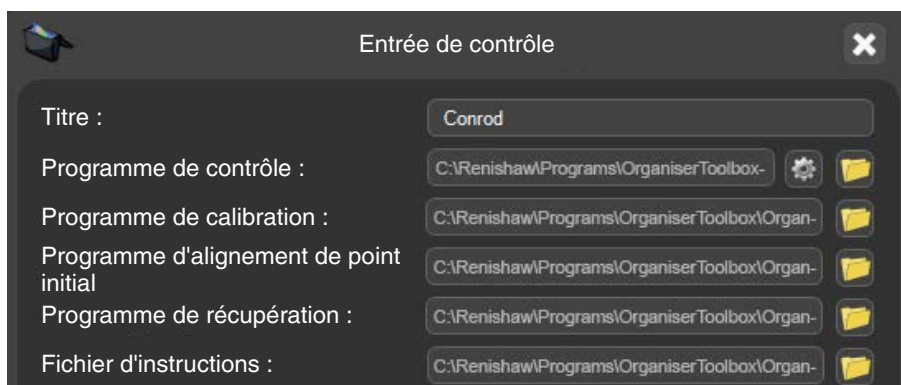 Entrée de contrôle
Titre : Conrod
Programme de contrôle : C:\Renishaw\Programs\OrganiserToolbox-
Programme de calibration : C:\Renishaw\Programs\OrganiserToolbox\Organ-
Programme d'alignement de point
initial C:\Renishaw\Programs\OrganiserToolbox\Organ-
Programme de récupération : C:\Renishaw\Programs\OrganiserToolbox\Organ-
Fichier d'instructions : C:\Renishaw\Programs\OrganiserToolbox\Organ-